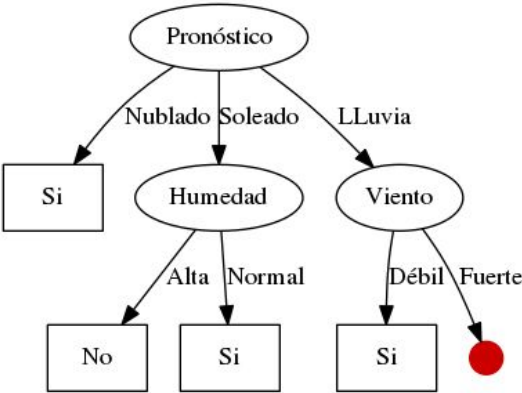 Pronóstico
Nublado Soleado LLuvia
Si Humedad Viento
Alta Normal Débil Fuerte
No Si Si